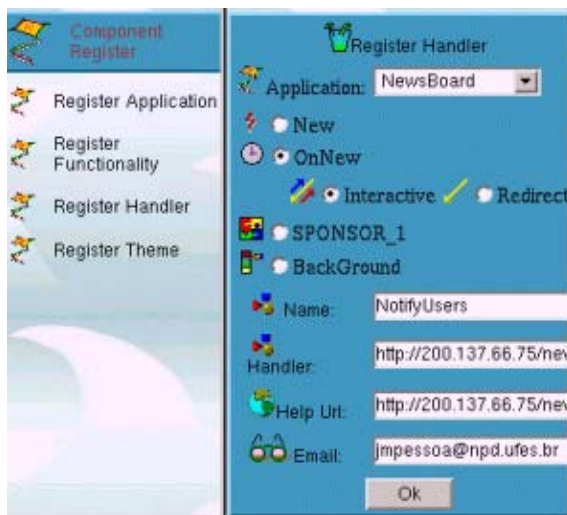 Component
Register
Register Application
Register
Functionality
Register Handler
Register Theme
Register Handler
Application: NewsBoard
New
OnNew
Interactive Redirect
SPONSOR_1
BackGround
Name: NotifyUsers
Handler: http://200.137.66.75/nev
Help Url: http://200.137.66.75/nev
Email: jmpessoa@npd.ufes.br
Ok